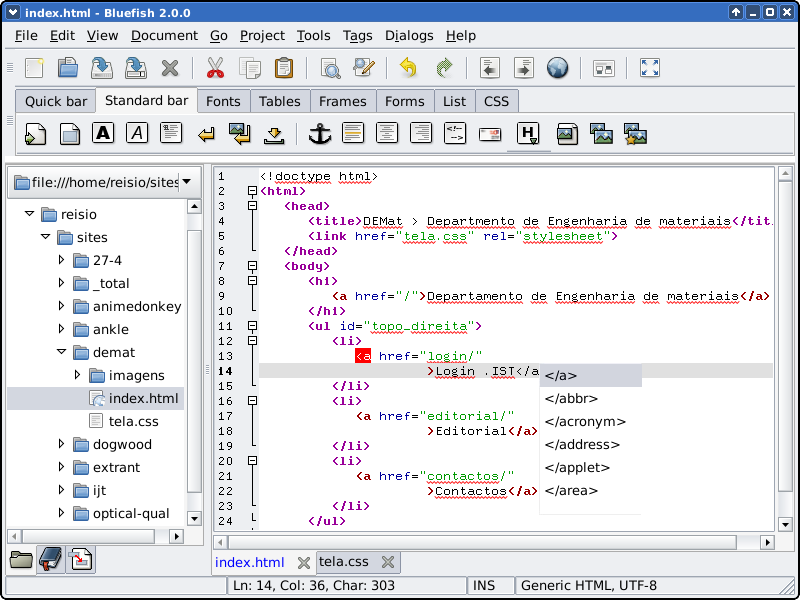 index.html - Bluefish 2.0.0
File Edit View Document Go Project Tools Tags Dialogs Help
Quick bar Standard bar Fonts Tables Frames Forms List CSS
A A H
file:///home/reisio/sites
reisio
sites
27-4
_total
animedonkey
ankle
demat
imagens
index.html
tela.css
dogwood
extrant
ijt
optical-qual
1 <!doctype html>
2 <html>
3 <head>
4 <title>DEMat > Departmento de Engenharia de materiais</tit
5 <link href="tela.css" rel="stylesheet">
6 </head>
7 <body>
8 <h1>
9 <a href="/">Departamento de Engenharia de materiais</a>
10 </h1>
11 <ul id="topo_direita">
12 <li>
13 <a href="login/"
14 >Login .IST</a
15 </li>
16 <li>
17 <a href="editorial/"
18 >Editorial</a>
19 </li>
20 <li>
21 <a href="contactos/"
22 >Contactos</a>
23 </li>
24 </ul>
</a>
</abbr>
</acronym>
</address>
</applet>
</area>
index.html tela.css
Ln: 14, Col: 36, Char: 303 INS Generic HTML, UTF-8